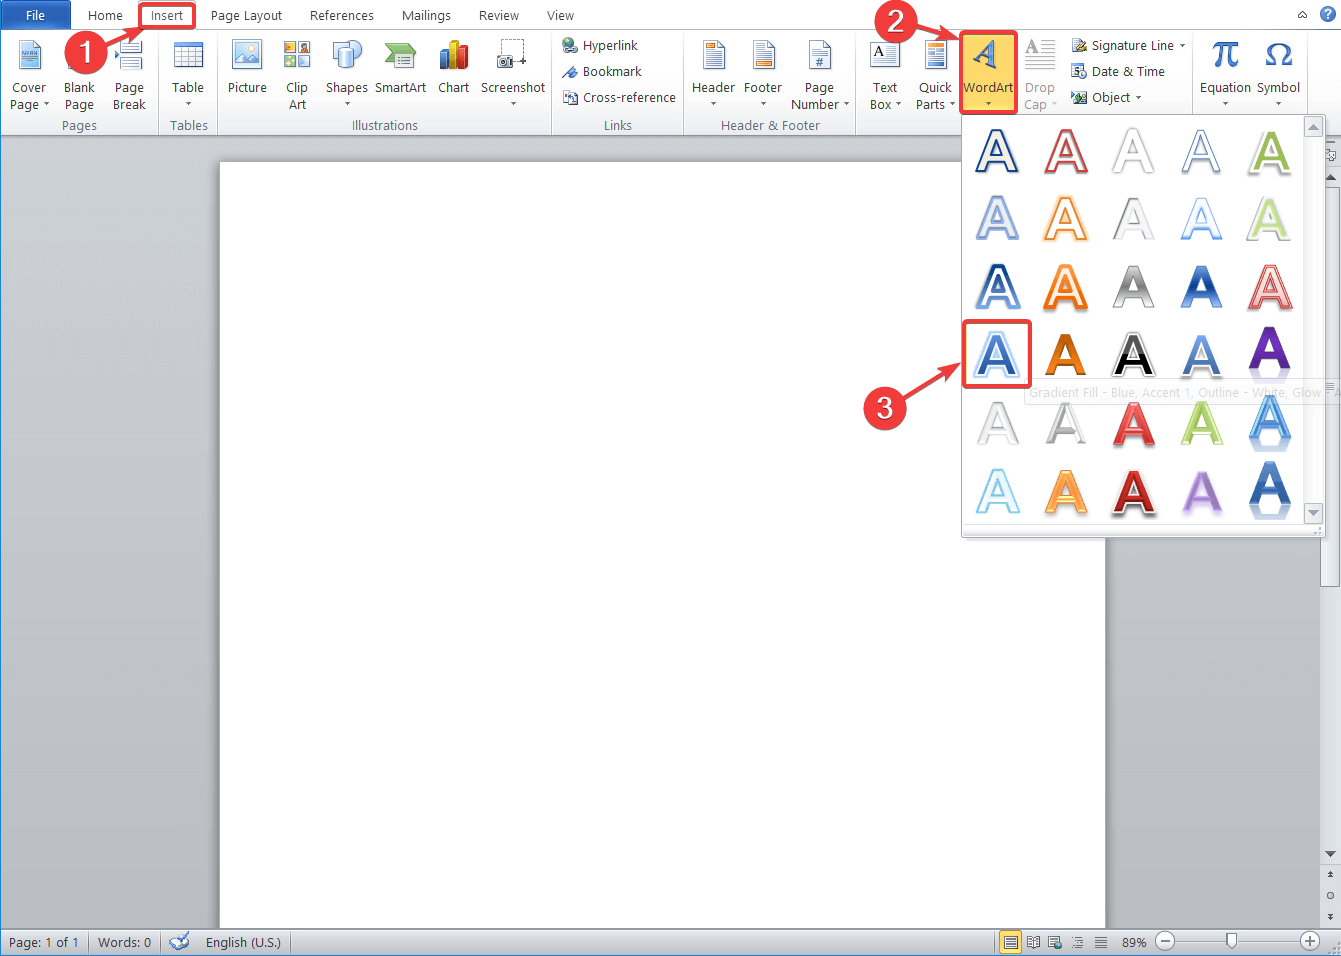 File Home Insert Page Layout References Mailings Review View
1 2
Cover Page Blank Page Page Break
Pages
Table
Tables
Picture Clip Art Shapes SmartArt Chart Screenshot
Illustrations
Hyperlink
Bookmark
Cross-reference
Links
Header Footer Page Number
Header & Footer
Text Box Quick Parts WordArt Drop Cap
Signature Line
Date & Time
Object
Equation Symbol
A A A A A
A A A A A
A A A A A
A A A A A
3
Gradient Fill - Blue, Accent 1, Outline - White, Glow - A
A A A A A
A A A A A
Page: 1 of 1 Words: 0 English (U.S.) 89%